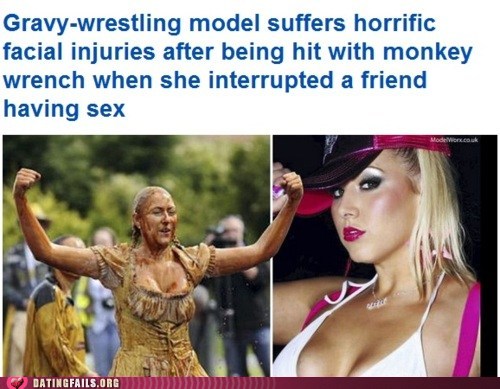 Gravy-wrestling model suffers horrific
facial injuries after being hit with monkey
wrench when she interrupted a friend
having sex
ModelWorx.co.uk
DATINGFAILS.ORG